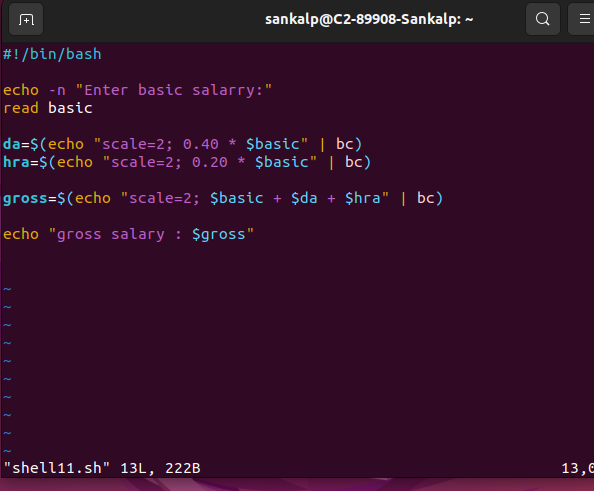 sankalp@C2-89908-Sankalp: ~
#!/bin/bash
echo -n "Enter basic salarry:"
read basic
da=$(echo "scale=2; 0.40 * $basic" | bc)
hra=$(echo "scale=2; 0.20 * $basic" | bc)
gross=$(echo "scale=2; $basic + $da + $hra" | bc)
echo "gross salary : $gross"
~
~
~
~
~
~
~
~
~
~
"shell11.sh" 13L, 222B 13,0